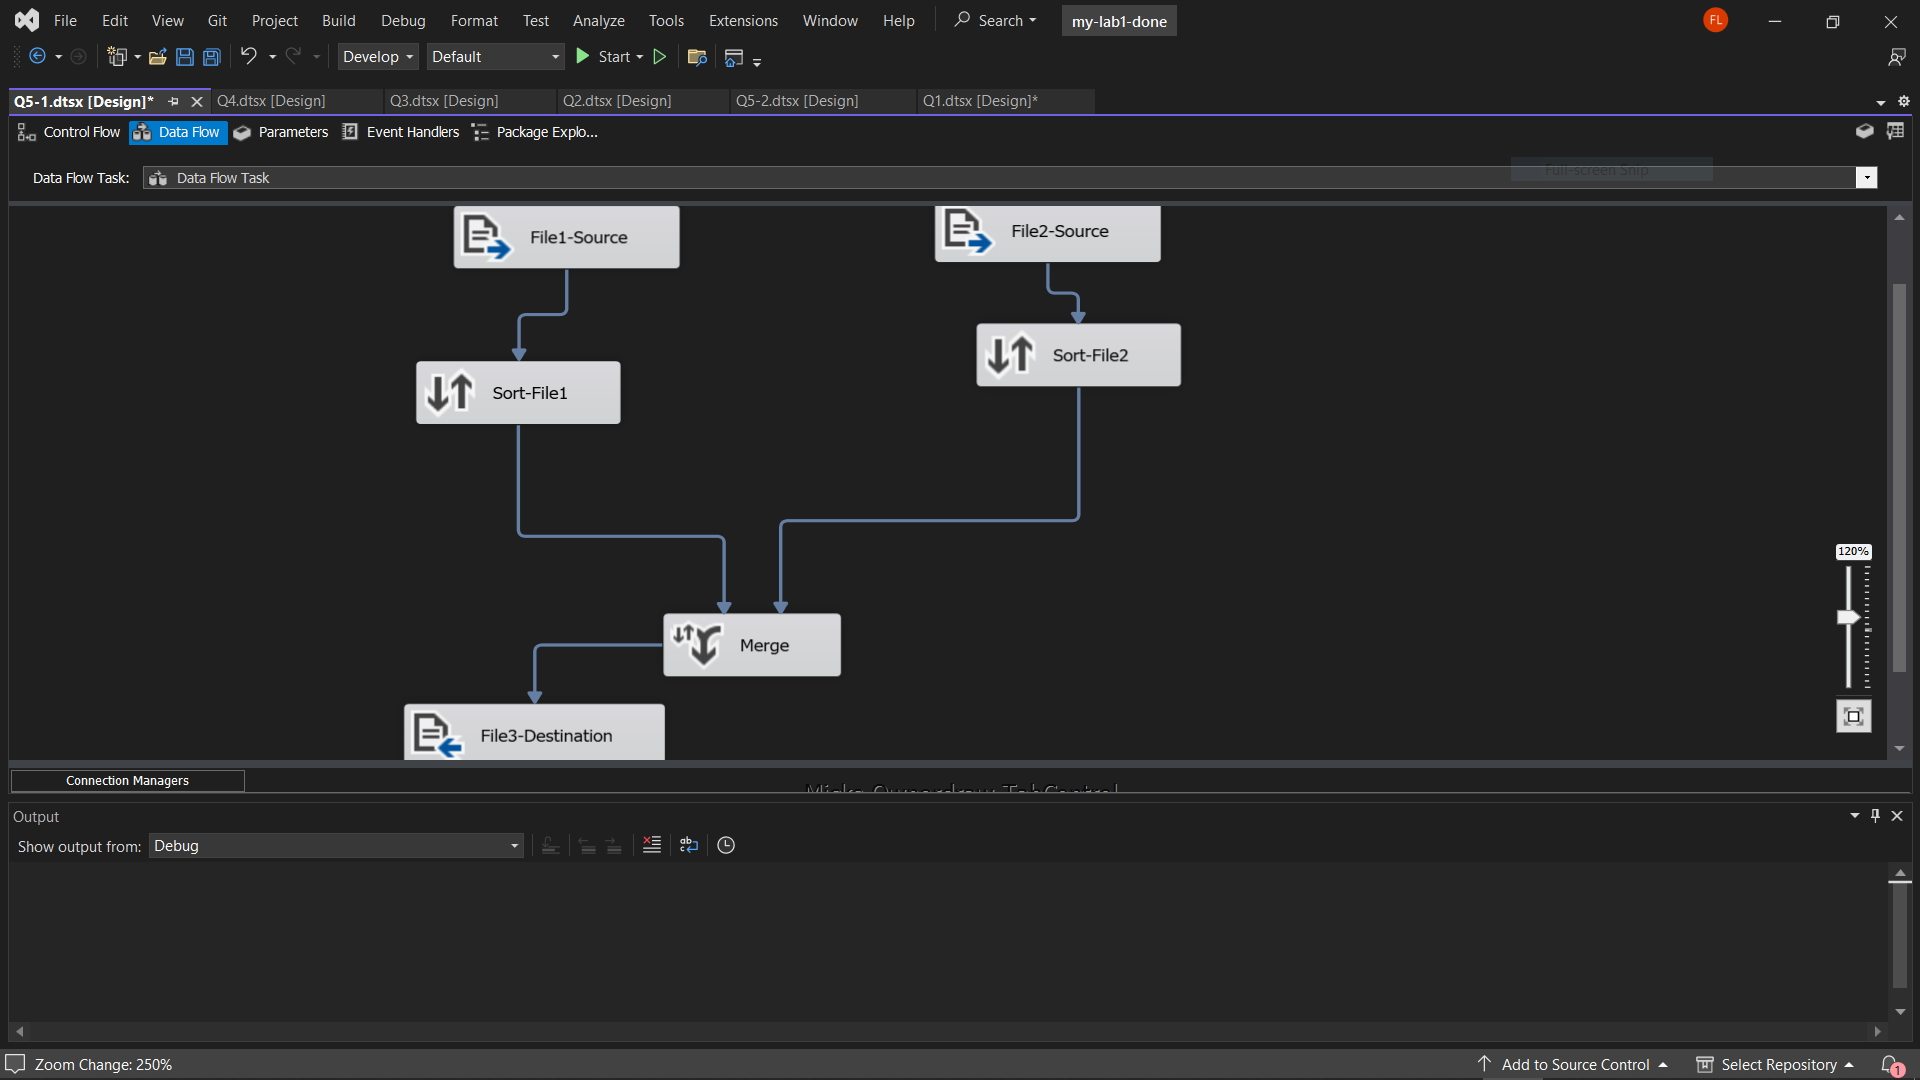 File Edit View Git Project Build Debug Format Test Analyze Tools Extensions Window Help Search my-lab1-done FL
Develop Default Start
Q5-1.dtsx [Design]* Q4.dtsx [Design] Q3.dtsx [Design] Q2.dtsx [Design] Q5-2.dtsx [Design] Q1.dtsx [Design]*
Control Flow Data Flow Parameters Event Handlers Package Explo...
Full-screen Snip
Data Flow Task: Data Flow Task
File1-Source File2-Source
Sort-File2
Sort-File1
120%
Merge
File3-Destination
Connection Managers
Output
Show output from: Debug
Zoom Change: 250% Add to Source Control Select Repository 1